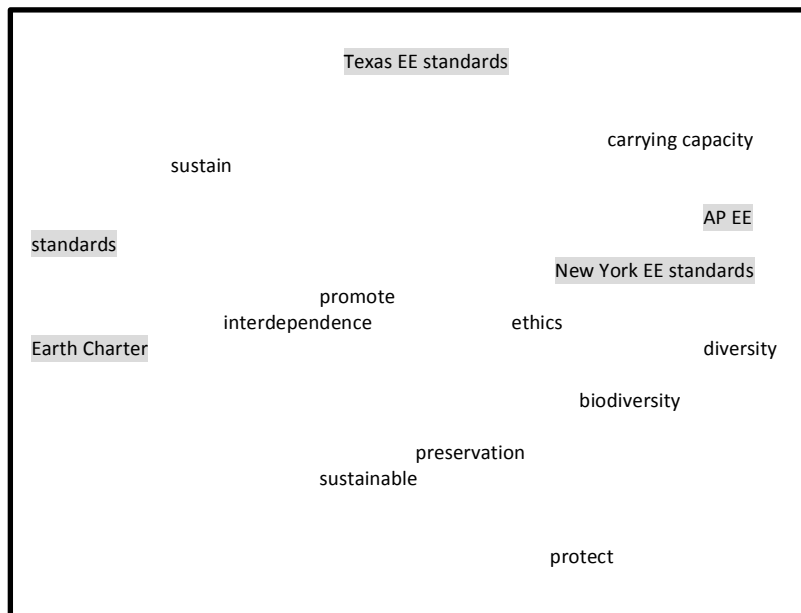 Texas EE standards
carrying capacity
sustain
AP EE
standards
New York EE standards
promote
interdependence ethics
Earth Charter diversity
biodiversity
preservation
sustainable
protect